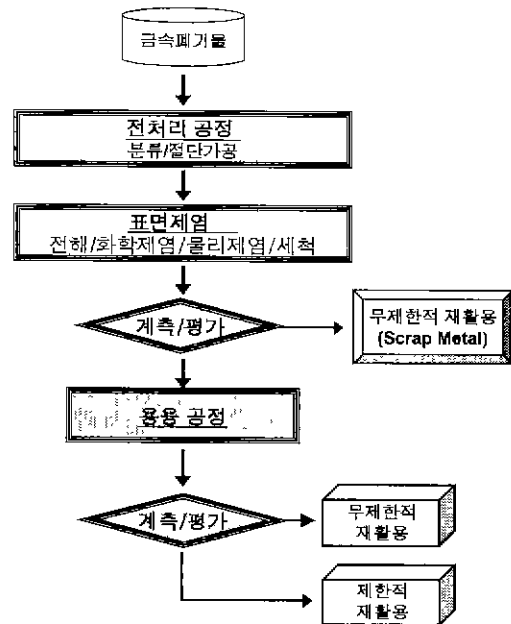 금속폐기물
전처리 공정
분류/절단가공
표면제염
전해/화학제염/물리제염/세척
계측/평가
무제한적 재활용
(Scrap Metal)
용융 공정
계측/평가
무제한적
재활용
제한적
재활용